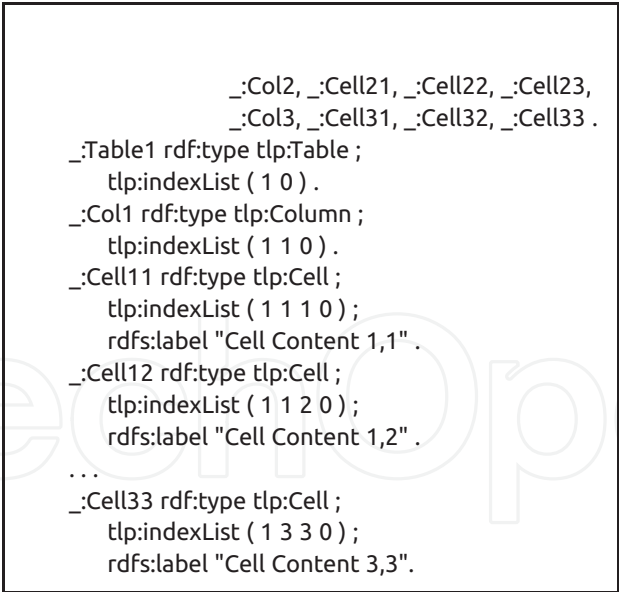 _:Col2, _:Cell21, _:Cell22, _:Cell23,
_:Col3, _:Cell31, _:Cell32, _:Cell33 .
_:Table1 rdf:type tlp:Table ;
tlp:indexList ( 1 0 ) .
_:Col1 rdf:type tlp:Column ;
tlp:indexList ( 1 1 0 ) .
_:Cell11 rdf:type tlp:Cell ;
tlp:indexList ( 1 1 1 0 ) ;
rdfs:label "Cell Content 1,1" .
_:Cell12 rdf:type tlp:Cell ;
tlp:indexList ( 1 1 2 0 ) ;
rdfs:label "Cell Content 1,2" .
. . .
_:Cell33 rdf:type tlp:Cell ;
tlp:indexList ( 1 3 3 0 ) ;
rdfs:label "Cell Content 3,3".